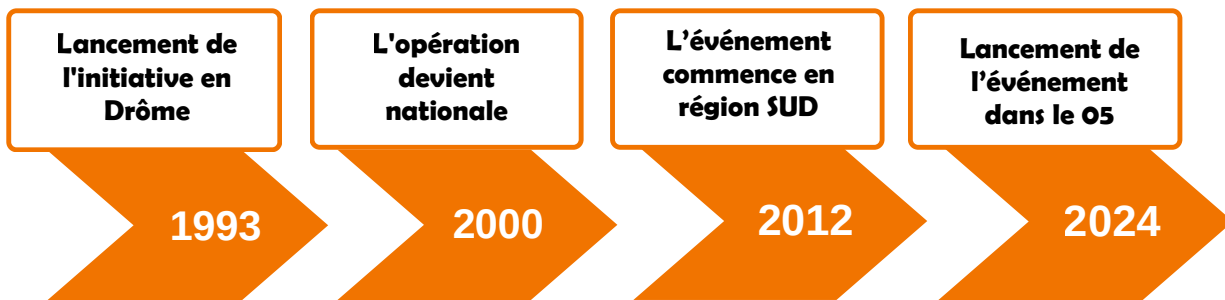 Lancement de
l'initiative en
Drôme
1993
L'opération
devient
nationale
2000
L’événement
commence en
région SUD
2012
Lancement de
l’événement
dans le 05
2024